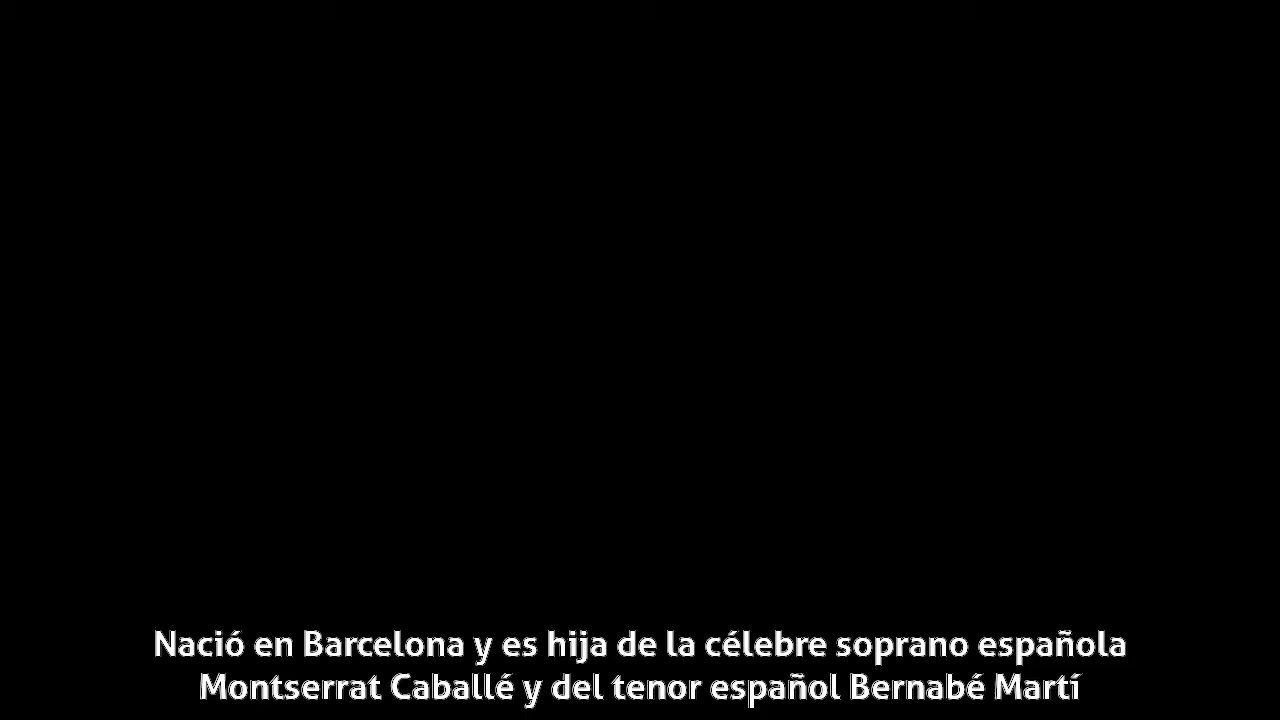 Nació en Barcelona y es hija de la célebre soprano española
Montserrat Caballé y del tenor español Bernabé Martí